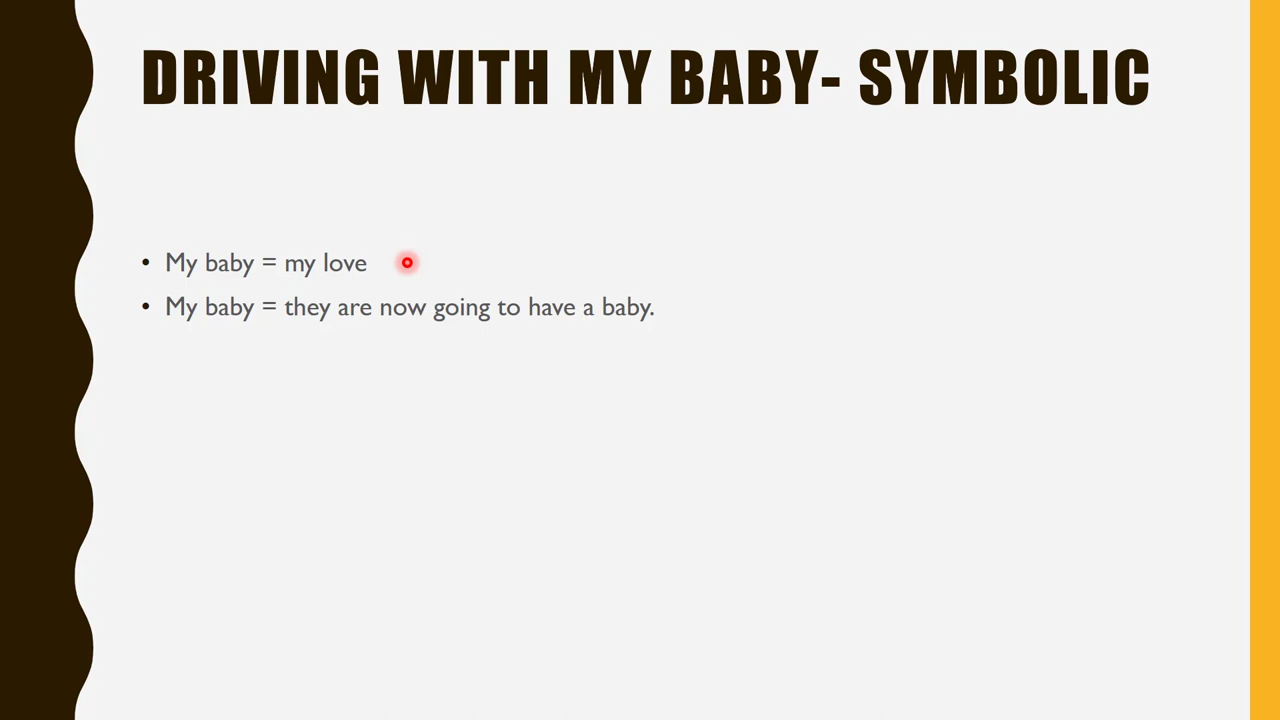 DRIVING WITH MY BABY- SYMBOLIC
• My baby = my love
• My baby = they are now going to have a baby.